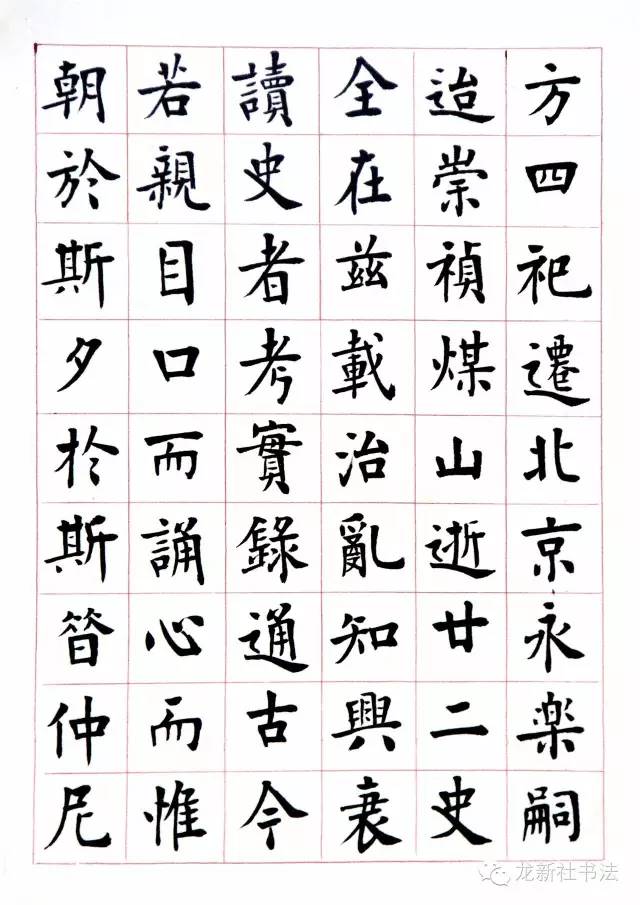 方四祀遷北京永楽嗣
迨崇禎煤山逝廿二史
全在兹載治亂知興衰
讀史者考實錄通古今
若親目口而誦心而惟
朝於斯夕於斯昝仲尼
龙新社书法